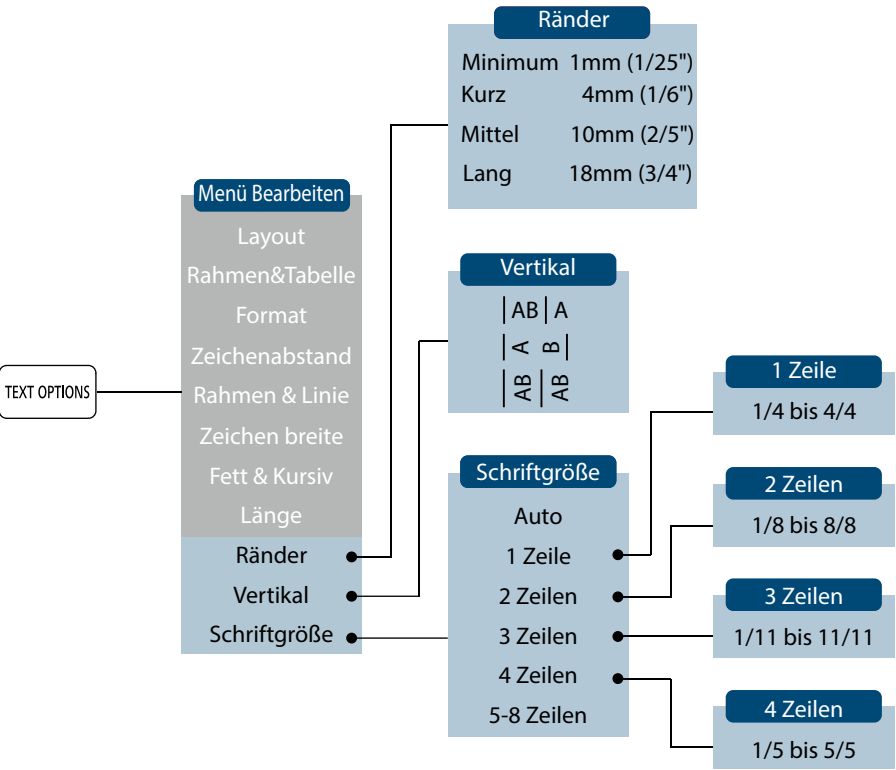 TEXT OPTIONS
Menü Bearbeiten
Layout
Rahmen&Tabelle
Format
Zeichenabstand
Rahmen & Linie
Zeichen breite
Fett & Kursiv
Länge
Ränder
Vertikal
Schriftgröße
Ränder
Minimum 1mm (1/25")
Kurz 4mm (1/6")
Mittel 10mm (2/5")
Lang 18mm (3/4")
Vertikal
AB A
A B
AB AB
Schriftgröße
Auto
1 Zeile
2 Zeilen
3 Zeilen
4 Zeilen
5-8 Zeilen
1 Zeile
1/4 bis 4/4
2 Zeilen
1/8 bis 8/8
3 Zeilen
1/11 bis 11/11
4 Zeilen
1/5 bis 5/5